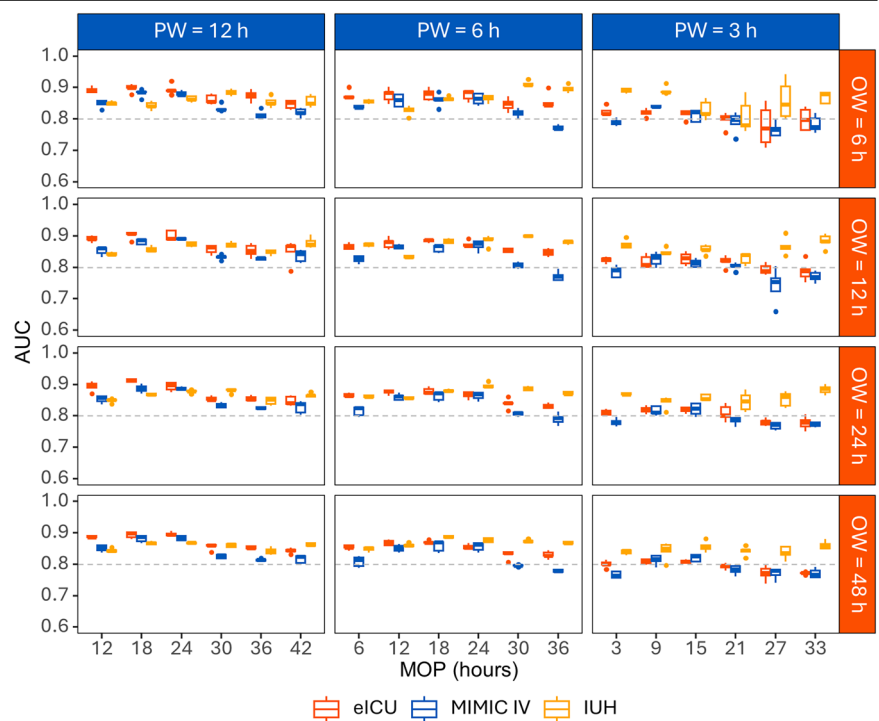 PW = 12 h PW = 6 h PW = 3 h
1.0
0.9
0.8
0.7
0.6
OW = 6 h
1.0
0.9
0.8
0.7
0.6
OW = 12 h
AUC
1.0
0.9
0.8
0.7
0.6
OW = 24 h
1.0
0.9
0.8
0.7
0.6
OW = 48 h
12 18 24 30 36 42 6 12 18 24 30 36 3 9 15 21 27 33
MOP (hours)
eICU MIMIC IV IUH